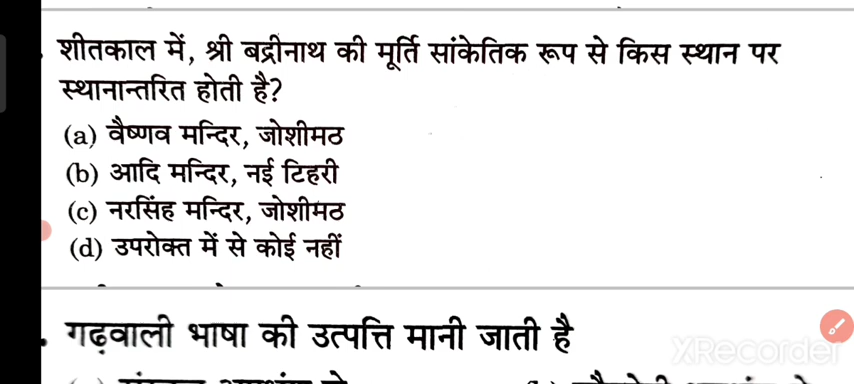 शीतकाल में, श्री बद्रीनाथ की मूर्ति सांकेतिक रूप से किस स्थान पर
स्थानान्तरित होती है?
(a) वैष्णव मन्दिर, जोशीमठ
(b) आदि मन्दिर, नई टिहरी
(c) नरसिंह मन्दिर, जोशीमठ
(d) उपरोक्त में से कोई नहीं
गढ़वाली भाषा की उत्पत्ति मानी जाती है
XRecorder